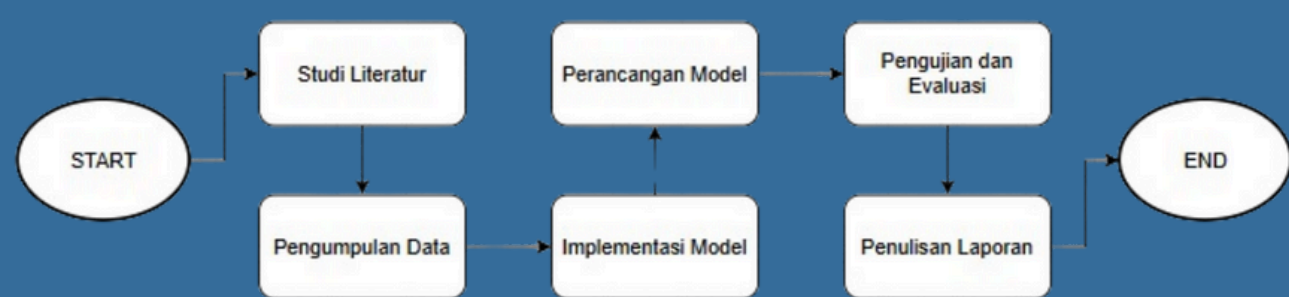 START
Studi Literatur
Pengumpulan Data
Implementasi Model
Perancangan Model
Pengujian dan
Evaluasi
Penulisan Laporan
END